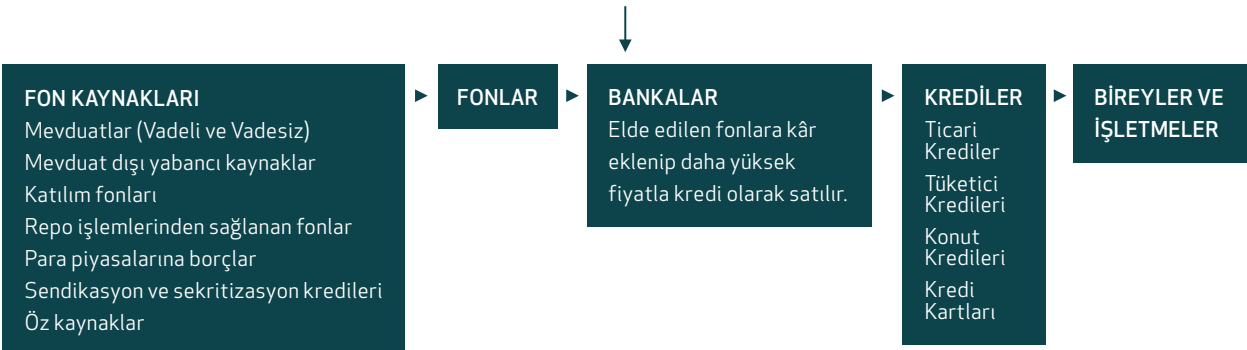 FON KAYNAKLARI
Mevduatlar (Vadeli ve Vadesiz)
Mevduat dışı yabancı kaynaklar
Katılım fonları
Repo işlemlerinden sağlanan fonlar
Para piyasalarına borçlar
Sendikasyon ve sekritizasyon kredileri
Öz kaynaklar
FONLAR
BANKALAR
Elde edilen fonlara kâr
eklenip daha yüksek
fiyatla kredi olarak satılır.
KREDİLER
Ticari
Krediler
Tüketici
Kredileri
Konut
Kredileri
Kredi
Kartları
BİREYLER VE
İŞLETMELER